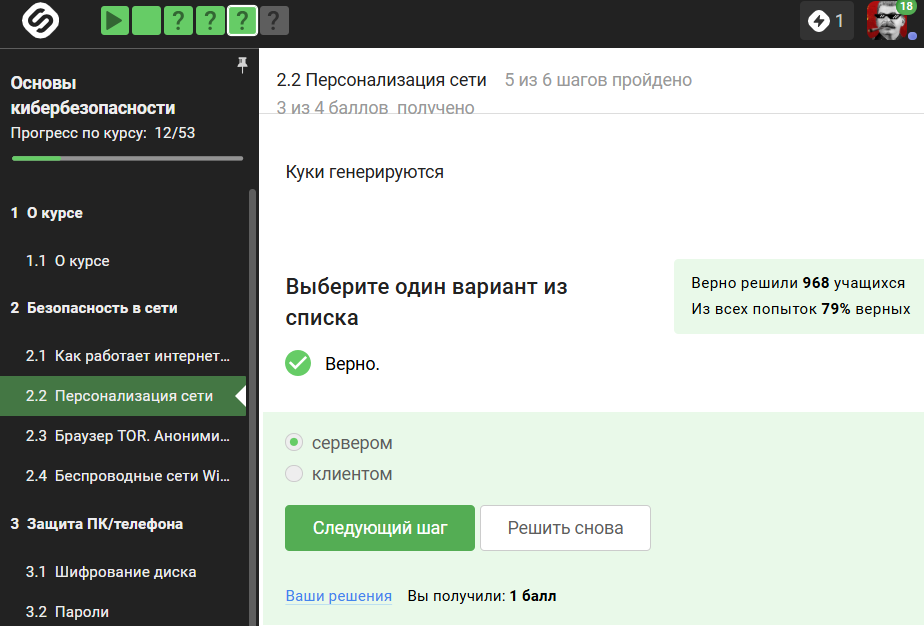 ? ? ? ?
1
18
Основы
кибербезопасности
Прогресс по курсу: 12/53
1 О курсе
1.1 О курсе
2 Безопасность в сети
2.1 Как работает интернет...
2.2 Персонализация сети
2.3 Браузер TOR. Аноними...
2.4 Беспроводные сети Wi...
3 Защита ПК/телефона
3.1 Шифрование диска
3.2 Пароли
2.2 Персонализация сети 5 из 6 шагов пройдено
3 из 4 баллов получено
Куки генерируются
Выберите один вариант из
списка
Верно решили 968 учащихся
Из всех попыток 79% верных
Верно.
сервером
клиентом
Следующий шаг
Решить снова
Ваши решения Вы получили: 1 балл